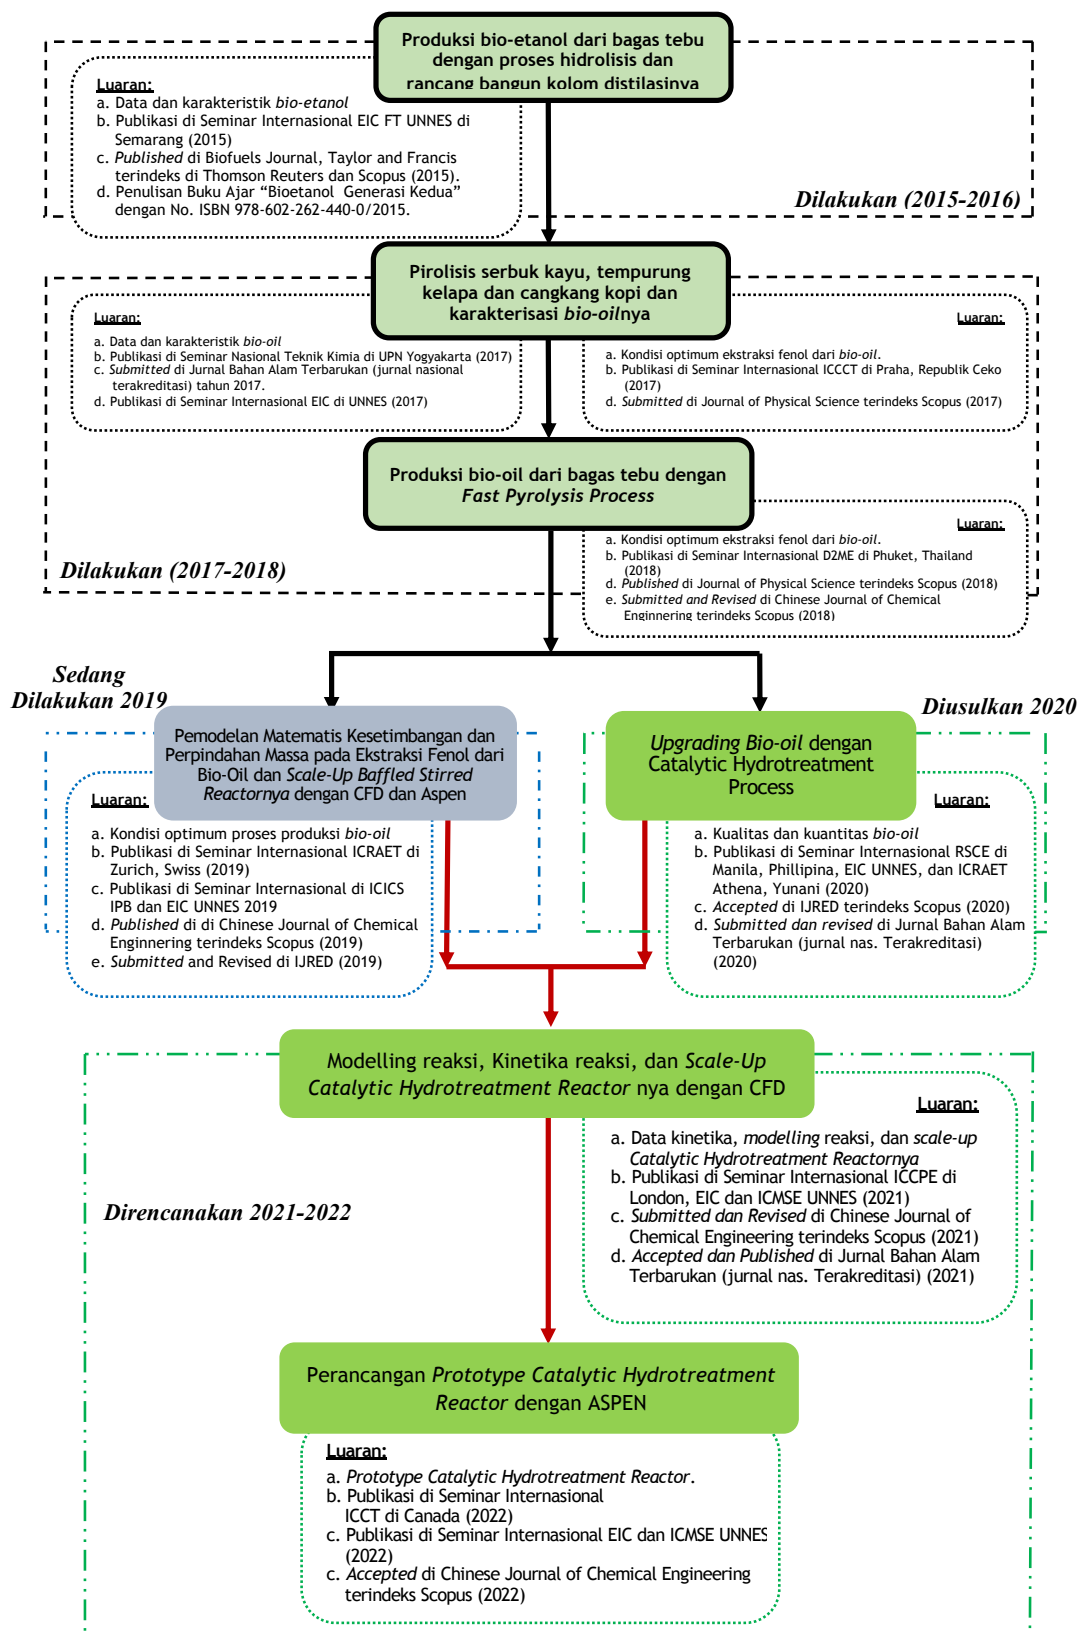 Produksi bio-etanol dari bagas tebu
dengan proses hidrolisis dan
rancang bangun kolom distilasinya
Luaran:
a. Data dan karakteristik bio-etanol
b. Publikasi di Seminar Internasional EIC FT UNNES di
Semarang (2015)
c. Published di Biofuels Journal, Taylor and Francis
terindeks di Thomson Reuters dan Scopus (2015).
d. Penulisan Buku Ajar “Bioetanol Generasi Kedua”
dengan No. ISBN 978-602-262-440-0/2015.
Dilakukan (2015-2016)
Pirolisis serbuk kayu, tempurung
kelapa dan cangkang kopi dan
karakterisasi bio-oilnya
Luaran:
a. Data dan karakteristik bio-oil
b. Publikasi di Seminar Nasional Teknik Kimia di UPN Yogyakarta (2017)
c. Submitted di Jurnal Bahan Alam Terbarukan (jurnal nasional
terakreditasi) tahun 2017.
d. Publikasi di Seminar Internasional EIC di UNNES (2017)
Luaran:
a. Kondisi optimum ekstraksi fenol dari bio-oil.
b. Publikasi di Seminar Internasional ICCCT di Praha, Republik Ceko
(2017)
d. Submitted di Journal of Physical Science terindeks Scopus (2017)
Produksi bio-oil dari bagas tebu dengan
Fast Pyrolysis Process
Luaran:
a. Kondisi optimum ekstraksi fenol dari bio-oil.
b. Publikasi di Seminar Internasional D2ME di Phuket, Thailand
(2018)
d. Published di Journal of Physical Science terindeks Scopus (2018)
e. Submitted and Revised di Chinese Journal of Chemical
Enginnering terindeks Scopus (2018)
Dilakukan (2017-2018)
Sedang
Dilakukan 2019
Pemodelan Matematis Kesetimbangan dan
Perpindahan Massa pada Ekstraksi Fenol dari
Bio-Oil dan Scale-Up Baffled Stirred
Reactornya dengan CFD dan Aspen
Luaran:
a. Kondisi optimum proses produksi bio-oil
b. Publikasi di Seminar Internasional ICRAET di
Zurich, Swiss (2019)
c. Publikasi di Seminar Internasional di ICICS
IPB dan EIC UNNES 2019
d. Published di di Chinese Journal of Chemical
Enginnering terindeks Scopus (2019)
e. Submitted and Revised di IJRED (2019)
Diusulkan 2020
Upgrading Bio-oil dengan
Catalytic Hydrotreatment
Process
Luaran:
a. Kualitas dan kuantitas bio-oil
b. Publikasi di Seminar Internasional RSCE di
Manila, Phillipina, EIC UNNES, dan ICRAET
Athena, Yunani (2020)
c. Accepted di IJRED terindeks Scopus (2020)
d. Submitted dan revised di Jurnal Bahan Alam
Terbarukan (jurnal nas. Terakreditasi)
(2020)
Modelling reaksi, Kinetika reaksi, dan Scale-Up
Catalytic Hydrotreatment Reactor nya dengan CFD
Luaran:
a. Data kinetika, modelling reaksi, dan scale-up
Catalytic Hydrotreatment Reactornya
b. Publikasi di Seminar Internasional ICCPE di
London, EIC dan ICMSE UNNES (2021)
c. Submitted dan Revised di Chinese Journal of
Chemical Engineering terindeks Scopus (2021)
d. Accepted dan Published di Jurnal Bahan Alam
Terbarukan (jurnal nas. Terakreditasi) (2021)
Direncanakan 2021-2022
Perancangan Prototype Catalytic Hydrotreatment
Reactor dengan ASPEN
Luaran:
a. Prototype Catalytic Hydrotreatment Reactor.
b. Publikasi di Seminar Internasional
ICCT di Canada (2022)
c. Publikasi di Seminar Internasional EIC dan ICMSE UNNES
(2022)
c. Accepted di Chinese Journal of Chemical Engineering
terindeks Scopus (2022)